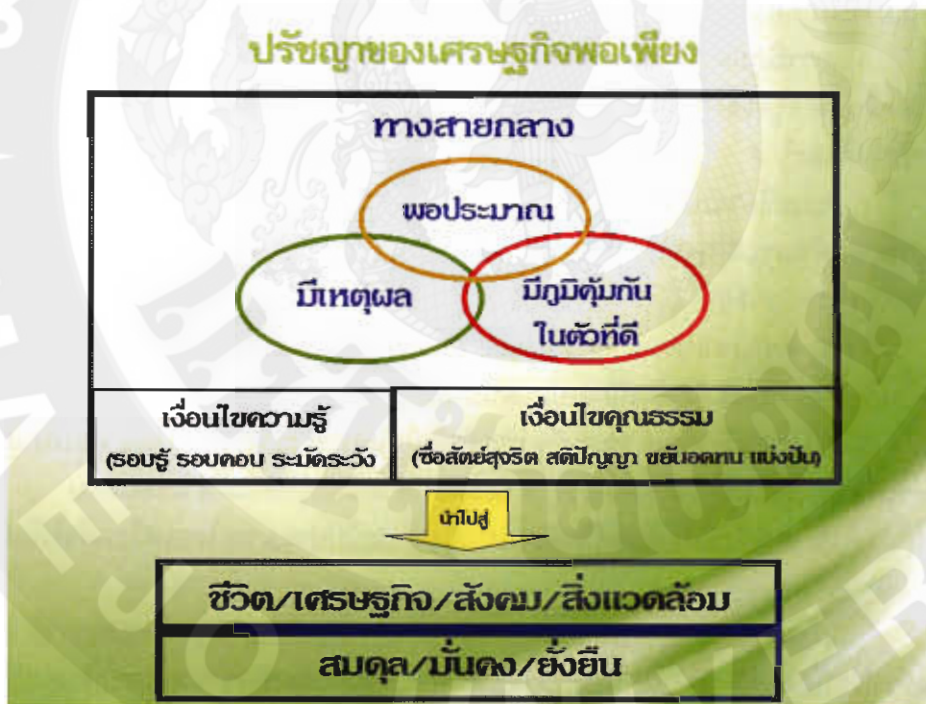 ปรัชญาของเศรษฐกิจพอเพียง
ทางสายกลาง
พอประมาณ
มีเหตุผล
มีภูมิคุ้มกัน
ในตัวที่ดี
เงื่อนไขความรู้
(รอบรู้ รอบคอบ ระมัดระวัง
เงื่อนไขคุณธรรม
(ซื่อสัตย์สุจริต สติปัญญา ขยันอดทน แบ่งปัน)
นำไปสู่
ชีวิต/เศรษฐกิจ/สังคม/สิ่งแวดล้อม
สมดุล/มั่นคง/ยั่งยืน